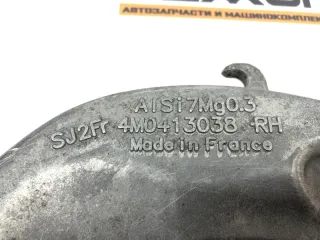 АВТОЗАПЧАСТИ И МАШИНОКОМПЛЕК
AlSi7Mg0.3
SJ2Fr 4M0413038 RH
Made in France